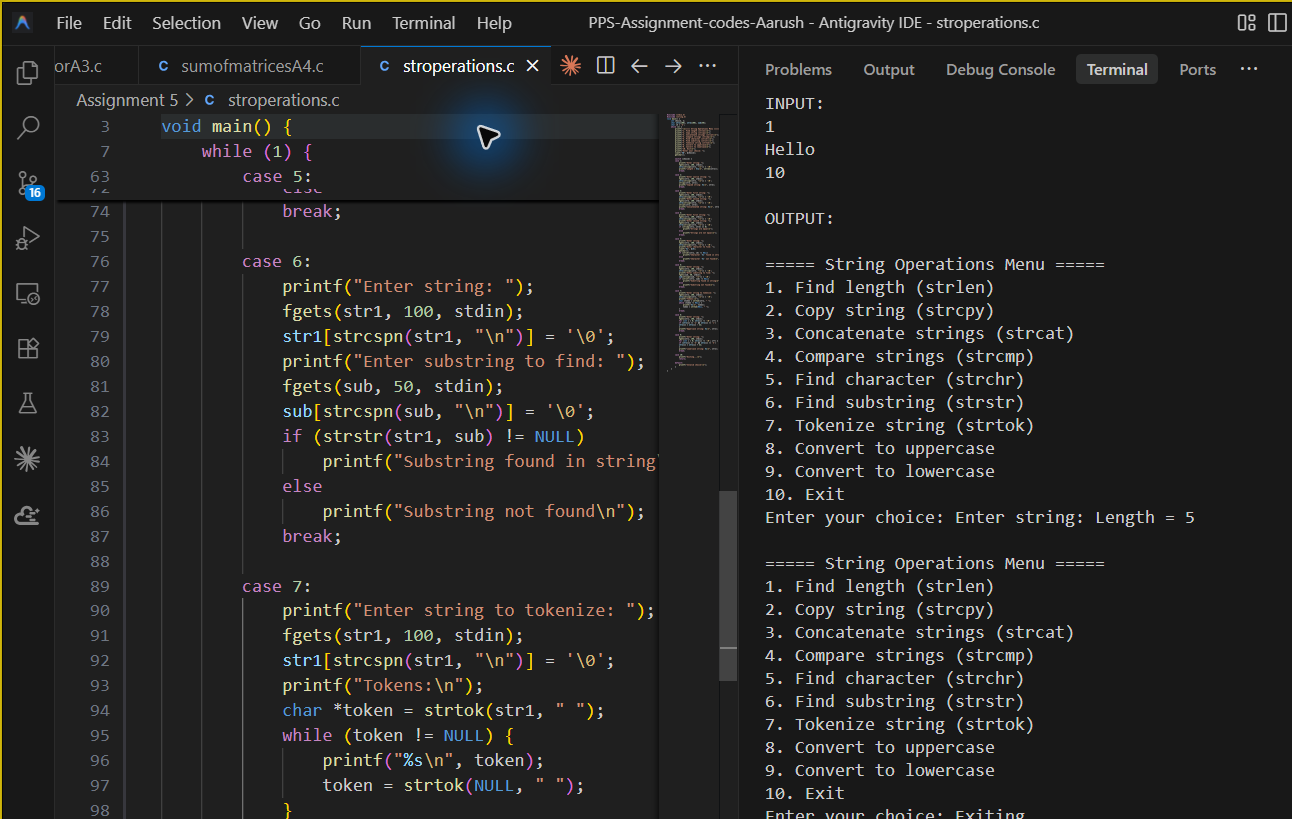 File Edit Selection View Go Run Terminal Help PPS-Assignment-codes-Aarush - Antigravity IDE - stroperations.c
orA3.c C sumofmatricesA4.c C stroperations.c
Assignment 5 > C stroperations.c
3 void main() {
7 while (1) {
63 case 5:
72 else
74 break;
75
76 case 6:
77 printf("Enter string: ");
78 fgets(str1, 100, stdin);
79 str1[strcspn(str1, "\n")] = '\0';
80 printf("Enter substring to find: ");
81 fgets(sub, 50, stdin);
82 sub[strcspn(sub, "\n")] = '\0';
83 if (strstr(str1, sub) != NULL)
84 printf("Substring found in string
85 else
86 printf("Substring not found\n");
87 break;
88
89 case 7:
90 printf("Enter string to tokenize: ");
91 fgets(str1, 100, stdin);
92 str1[strcspn(str1, "\n")] = '\0';
93 printf("Tokens:\n");
94 char *token = strtok(str1, " ");
95 while (token != NULL) {
96 printf("%s\n", token);
97 token = strtok(NULL, " ");
98 }
16
Problems Output Debug Console Terminal Ports
INPUT:
1
Hello
10
OUTPUT:
===== String Operations Menu =====
1. Find length (strlen)
2. Copy string (strcpy)
3. Concatenate strings (strcat)
4. Compare strings (strcmp)
5. Find character (strchr)
6. Find substring (strstr)
7. Tokenize string (strtok)
8. Convert to uppercase
9. Convert to lowercase
10. Exit
Enter your choice: Enter string: Length = 5
===== String Operations Menu =====
1. Find length (strlen)
2. Copy string (strcpy)
3. Concatenate strings (strcat)
4. Compare strings (strcmp)
5. Find character (strchr)
6. Find substring (strstr)
7. Tokenize string (strtok)
8. Convert to uppercase
9. Convert to lowercase
10. Exit
Enter your choice: Exiting